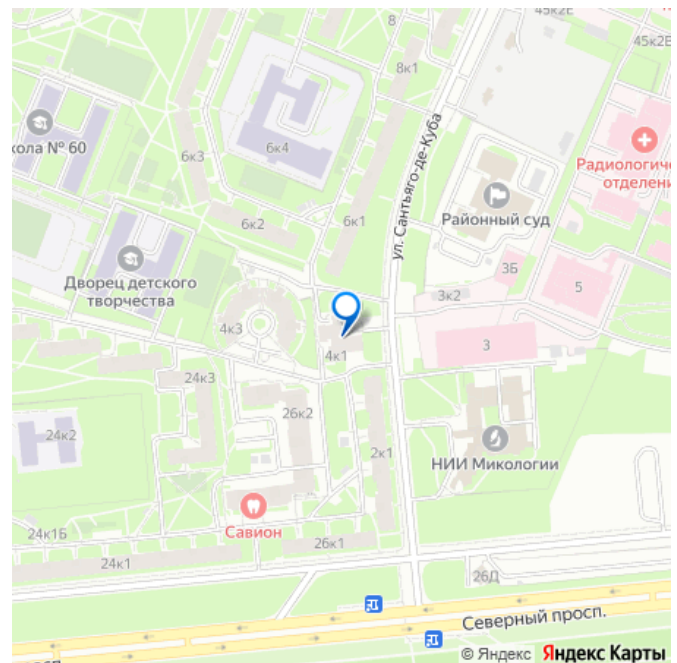 8
45к2Е
8к1
45к2Е
кола № 60
6к3
6к4
ул. Сантьяго-де-Куба
Радиологиче
отделени
6к2
6к1
Районный суд
3Б
5
Дворец детского
творчества
3к2
4к3
4к1
3
24к3
26к2
24к2
2к1
НИИ Микологии
24к1Б
Савион
26к1
24к1
26Д
Северный просп.
просп.
© Яндекс Яндекс Карты